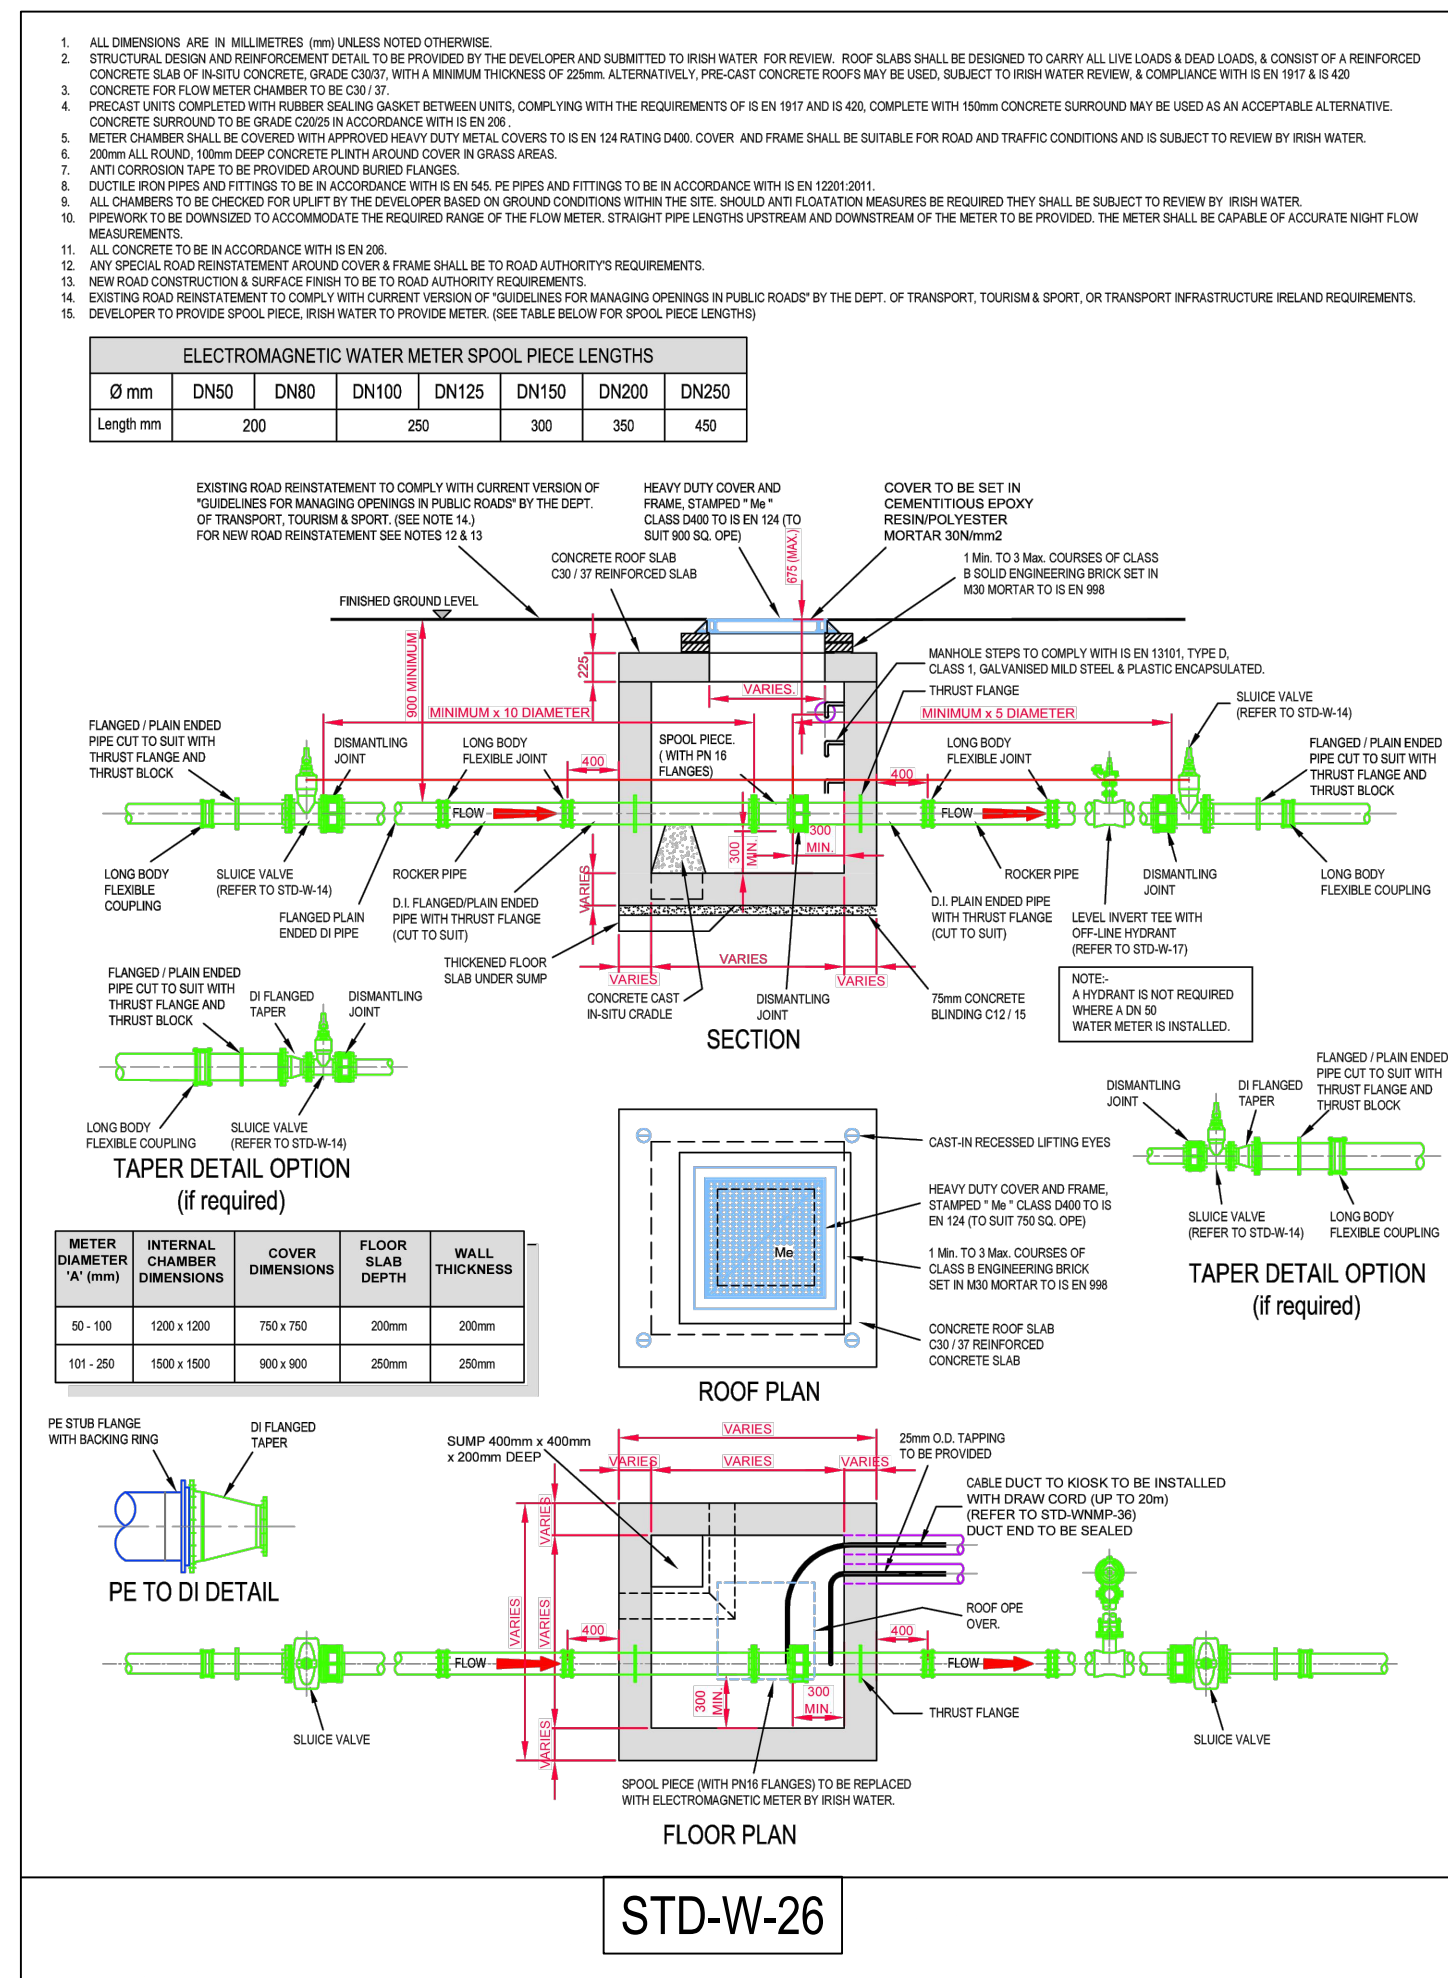 1. ALL DIMENSIONS ARE IN MILLIMETRES (mm) UNLESS NOTED OTHERWISE.
2. STRUCTURAL DESIGN AND REINFORCEMENT DETAIL TO BE PROVIDED BY THE DEVELOPER AND SUBMITTED TO IRISH WATER FOR REVIEW. ROOF SLABS SHALL BE DESIGNED TO CARRY ALL LIVE LOADS & DEAD LOADS, & CONSIST OF A REINFORCED
CONCRETE SLAB OF IN-SITU CONCRETE, GRADE C30/37, WITH A MINIMUM THICKNESS OF 225mm. ALTERNATIVELY, PRE-CAST CONCRETE ROOFS MAY BE USED, SUBJECT TO IRISH WATER REVIEW, & COMPLIANCE WITH IS EN 1917 & IS 420
3. CONCRETE FOR FLOW METER CHAMBER TO BE C30 / 37.
4. PRECAST UNITS COMPLETED WITH RUBBER SEALING GASKET BETWEEN UNITS, COMPLYING WITH THE REQUIREMENTS OF IS EN 1917 AND IS 420, COMPLETE WITH 150mm CONCRETE SURROUND MAY BE USED AS AN ACCEPTABLE ALTERNATIVE.
CONCRETE SURROUND TO BE GRADE C20/25 IN ACCORDANCE WITH IS EN 206 .
5. METER CHAMBER SHALL BE COVERED WITH APPROVED HEAVY DUTY METAL COVERS TO IS EN 124 RATING D400. COVER AND FRAME SHALL BE SUITABLE FOR ROAD AND TRAFFIC CONDITIONS AND IS SUBJECT TO REVIEW BY IRISH WATER.
6. 200mm ALL ROUND, 100mm DEEP CONCRETE PLINTH AROUND COVER IN GRASS AREAS.
7. ANTI CORROSION TAPE TO BE PROVIDED AROUND BURIED FLANGES.
8. DUCTILE IRON PIPES AND FITTINGS TO BE IN ACCORDANCE WITH IS EN 545. PE PIPES AND FITTINGS TO BE IN ACCORDANCE WITH IS EN 12201:2011.
9. ALL CHAMBERS TO BE CHECKED FOR UPLIFT BY THE DEVELOPER BASED ON GROUND CONDITIONS WITHIN THE SITE. SHOULD ANTI FLOATATION MEASURES BE REQUIRED THEY SHALL BE SUBJECT TO REVIEW BY IRISH WATER.
10. PIPEWORK TO BE DOWNSIZED TO ACCOMMODATE THE REQUIRED RANGE OF THE FLOW METER. STRAIGHT PIPE LENGTHS UPSTREAM AND DOWNSTREAM OF THE METER TO BE PROVIDED. THE METER SHALL BE CAPABLE OF ACCURATE NIGHT FLOW
MEASUREMENTS.
11. ALL CONCRETE TO BE IN ACCORDANCE WITH IS EN 206.
12. ANY SPECIAL ROAD REINSTATEMENT AROUND COVER & FRAME SHALL BE TO ROAD AUTHORITY'S REQUIREMENTS.
13. NEW ROAD CONSTRUCTION & SURFACE FINISH TO BE TO ROAD AUTHORITY REQUIREMENTS.
14. EXISTING ROAD REINSTATEMENT TO COMPLY WITH CURRENT VERSION OF "GUIDELINES FOR MANAGING OPENINGS IN PUBLIC ROADS" BY THE DEPT. OF TRANSPORT, TOURISM & SPORT, OR TRANSPORT INFRASTRUCTURE IRELAND REQUIREMENTS.
15. DEVELOPER TO PROVIDE SPOOL PIECE, IRISH WATER TO PROVIDE METER. (SEE TABLE BELOW FOR SPOOL PIECE LENGTHS)
ELECTROMAGNETIC WATER METER SPOOL PIECE LENGTHS
Ø mm DN50 DN80 DN100 DN125 DN150 DN200 DN250
Length mm 200 250 300 350 450
EXISTING ROAD REINSTATEMENT TO COMPLY WITH CURRENT VERSION OF
"GUIDELINES FOR MANAGING OPENINGS IN PUBLIC ROADS" BY THE DEPT.
OF TRANSPORT, TOURISM & SPORT. (SEE NOTE 14.)
FOR NEW ROAD REINSTATEMENT SEE NOTES 12 & 13
HEAVY DUTY COVER AND
FRAME, STAMPED " Me "
CLASS D400 TO IS EN 124 (TO
SUIT 900 SQ. OPE)
675 (MAX.)
COVER TO BE SET IN
CEMENTITIOUS EPOXY
RESIN/POLYESTER
MORTAR 30N/mm2
CONCRETE ROOF SLAB
C30 / 37 REINFORCED SLAB
1 Min. TO 3 Max. COURSES OF CLASS
B SOLID ENGINEERING BRICK SET IN
M30 MORTAR TO IS EN 998
FINISHED GROUND LEVEL
900 MINIMUM
225
MANHOLE STEPS TO COMPLY WITH IS EN 13101, TYPE D,
CLASS 1, GALVANISED MILD STEEL & PLASTIC ENCAPSULATED.
VARIES.
THRUST FLANGE
MINIMUM x 10 DIAMETER
MINIMUM x 5 DIAMETER
SLUICE VALVE
(REFER TO STD-W-14)
FLANGED / PLAIN ENDED
PIPE CUT TO SUIT WITH
THRUST FLANGE AND
THRUST BLOCK
DISMANTLING
JOINT
LONG BODY
FLEXIBLE JOINT
400
SPOOL PIECE.
( WITH PN 16
FLANGES)
400
LONG BODY
FLEXIBLE JOINT
FLANGED / PLAIN ENDED
PIPE CUT TO SUIT WITH
THRUST FLANGE AND
THRUST BLOCK
FLOW
FLOW
300
MIN.
300
MIN.
LONG BODY
FLEXIBLE
COUPLING
SLUICE VALVE
(REFER TO STD-W-14)
ROCKER PIPE
VARIES
ROCKER PIPE
DISMANTLING
JOINT
LONG BODY
FLEXIBLE COUPLING
FLANGED PLAIN
ENDED DI PIPE
D.I. FLANGED/PLAIN ENDED
PIPE WITH THRUST FLANGE
(CUT TO SUIT)
D.I. PLAIN ENDED PIPE
WITH THRUST FLANGE
(CUT TO SUIT)
LEVEL INVERT TEE WITH
OFF-LINE HYDRANT
(REFER TO STD-W-17)
THICKENED FLOOR
SLAB UNDER SUMP
VARIES
VARIES
VARIES
NOTE:-
A HYDRANT IS NOT REQUIRED
WHERE A DN 50
WATER METER IS INSTALLED.
CONCRETE CAST
IN-SITU CRADLE
DISMANTLING
JOINT
75mm CONCRETE
BLINDING C12 / 15
SECTION
FLANGED / PLAIN ENDED
PIPE CUT TO SUIT WITH
THRUST FLANGE AND
THRUST BLOCK
DI FLANGED
TAPER
DISMANTLING
JOINT
LONG BODY
FLEXIBLE COUPLING
SLUICE VALVE
(REFER TO STD-W-14)
TAPER DETAIL OPTION
(if required)
FLANGED / PLAIN ENDED
PIPE CUT TO SUIT WITH
THRUST FLANGE AND
THRUST BLOCK
DISMANTLING
JOINT
DI FLANGED
TAPER
SLUICE VALVE
(REFER TO STD-W-14)
LONG BODY
FLEXIBLE COUPLING
TAPER DETAIL OPTION
(if required)
CAST-IN RECESSED LIFTING EYES
HEAVY DUTY COVER AND FRAME,
STAMPED " Me " CLASS D400 TO IS
EN 124 (TO SUIT 750 SQ. OPE)
Me
1 Min. TO 3 Max. COURSES OF
CLASS B ENGINEERING BRICK
SET IN M30 MORTAR TO IS EN 998
CONCRETE ROOF SLAB
C30 / 37 REINFORCED
CONCRETE SLAB
ROOF PLAN
METER DIAMETER 'A' (mm) INTERNAL CHAMBER DIMENSIONS COVER DIMENSIONS FLOOR SLAB DEPTH WALL THICKNESS
50 - 100 1200 x 1200 750 x 750 200mm 200mm
101 - 250 1500 x 1500 900 x 900 250mm 250mm
PE STUB FLANGE
WITH BACKING RING
DI FLANGED
TAPER
PE TO DI DETAIL
SUMP 400mm x 400mm
x 200mm DEEP
VARIES
VARIES
VARIES
VARIES
25mm O.D. TAPPING
TO BE PROVIDED
CABLE DUCT TO KIOSK TO BE INSTALLED
WITH DRAW CORD (UP TO 20m)
(REFER TO STD-WNMP-36)
DUCT END TO BE SEALED
VARIES
VARIES
VARIES
VARIES
ROOF OPE
OVER.
400
400
FLOW
FLOW
300
MIN.
300
MIN.
THRUST FLANGE
SLUICE VALVE
SLUICE VALVE
SPOOL PIECE (WITH PN16 FLANGES) TO BE REPLACED
WITH ELECTROMAGNETIC METER BY IRISH WATER.
FLOOR PLAN
STD-W-26